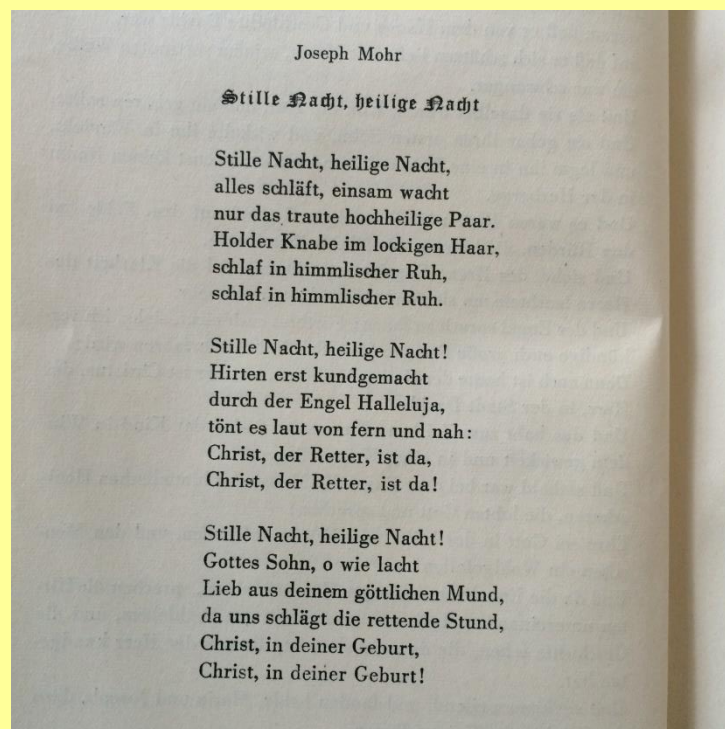 Joseph Mohr
Stille Nacht, heilige Nacht
Stille Nacht, heilige Nacht,
alles schläft, einsam wacht
nur das traute hochheilige Paar.
Holder Knabe im lockigen Haar,
schlaf in himmlischer Ruh,
schlaf in himmlischer Ruh.
Stille Nacht, heilige Nacht!
Hirten erst kundgemacht
durch der Engel Halleluja,
tönt es laut von fern und nah:
Christ, der Retter, ist da,
Christ, der Retter, ist da!
Stille Nacht, heilige Nacht!
Gottes Sohn, o wie lacht
Lieb aus deinem göttlichen Mund,
da uns schlägt die rettende Stund,
Christ, in deiner Geburt,
Christ, in deiner Geburt!